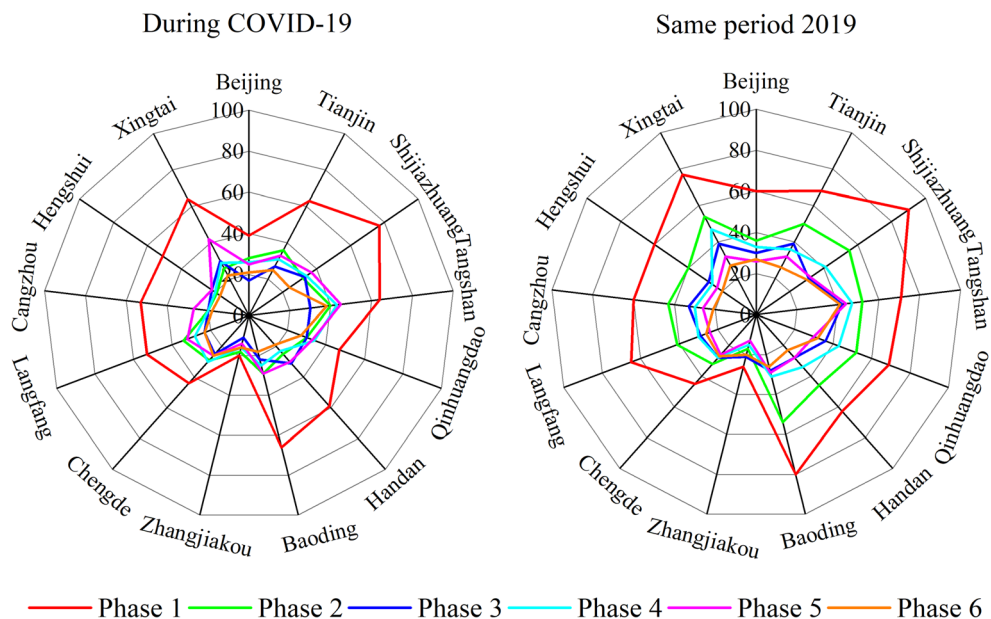 During COVID-19
Beijing
Tianjin
Shijiazhuang
Tangshan
Qinhuangdao
Handan
Baoding
Zhangjiakou
Chengde
Langfang
Cangzhou
Hengshui
Xingtai
100
80
60
40
20
0
Same period 2019
Beijing
Tianjin
Shijiazhuang
Tangshan
Qinhuangdao
Handan
Baoding
Zhangjiakou
Chengde
Langfang
Cangzhou
Hengshui
Xingtai
100
80
60
40
20
0
Phase 1 Phase 2 Phase 3 Phase 4 Phase 5 Phase 6